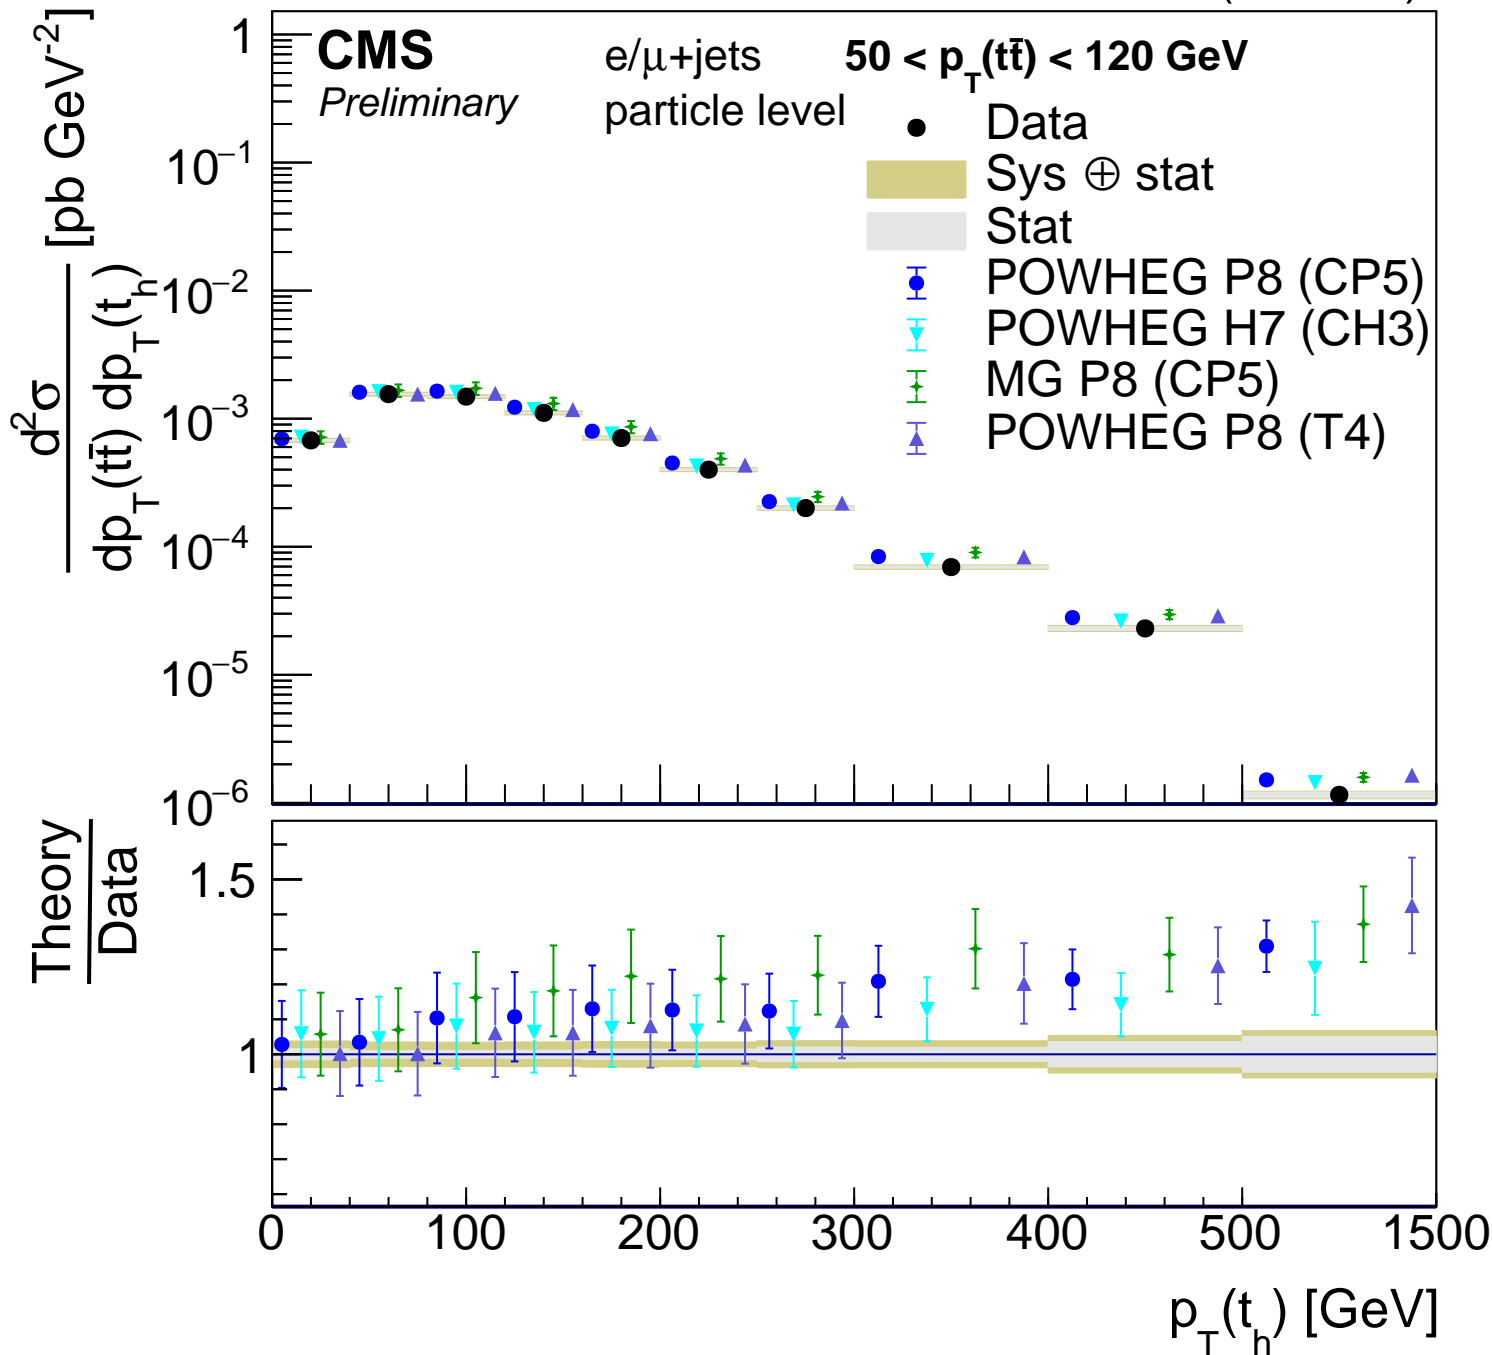 CMS
Preliminary
e/μ+jets
particle level
50 < p_T(tt̄) < 120 GeV
Data
Sys ⊕ stat
Stat
POWHEG P8 (CP5)
POWHEG H7 (CH3)
MG P8 (CP5)
POWHEG P8 (T4)
d²σ
dp_T(tt̄) dp_T(t_h)
[pb GeV⁻²]
1
10⁻¹
10⁻²
10⁻³
10⁻⁴
10⁻⁵
10⁻⁶
Theory
Data
1.5
1
0 100 200 300 400 500 1500
p_T(t_h) [GeV]